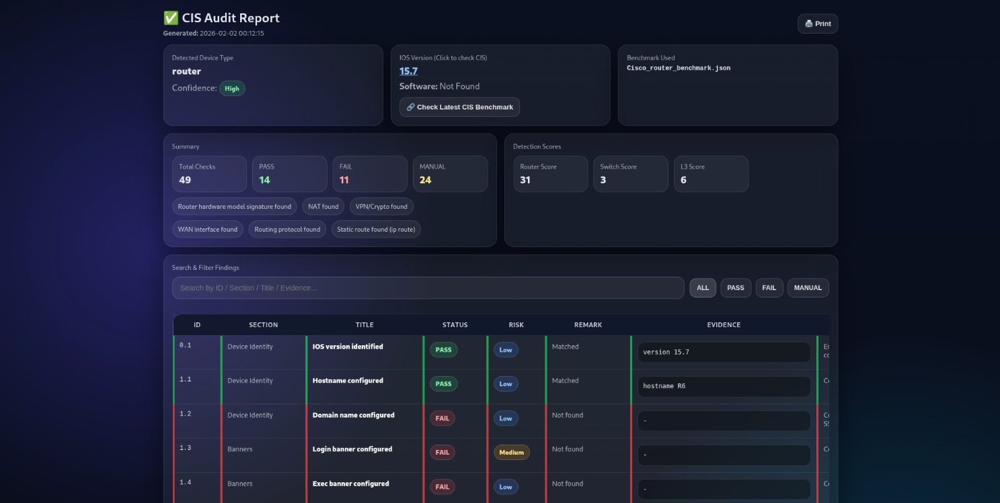 ✅ CIS Audit Report
Generated: 2026-02-02 00:12:15
🖨️ Print
Detected Device Type
router
Confidence: High
IOS Version (Click to check CIS)
15.7
Software: Not Found
🔗 Check Latest CIS Benchmark
Benchmark Used
Cisco_router_benchmark.json
Summary
Total Checks
49
PASS
14
FAIL
11
MANUAL
24
Router hardware model signature found
NAT found
VPN/Crypto found
WAN interface found
Routing protocol found
Static route found (ip route)
Detection Scores
Router Score
31
Switch Score
3
L3 Score
6
Search & Filter Findings
Search by ID / Section / Title / Evidence...
ALL PASS FAIL MANUAL
ID SECTION TITLE STATUS RISK REMARK EVIDENCE
0.1 Device Identity IOS version identified PASS Low Matched version 15.7
1.1 Device Identity Hostname configured PASS Low Matched hostname R6
1.2 Device Identity Domain name configured FAIL Low Not found -
1.3 Banners Login banner configured FAIL Medium Not found -
1.4 Banners Exec banner configured FAIL Low Not found -